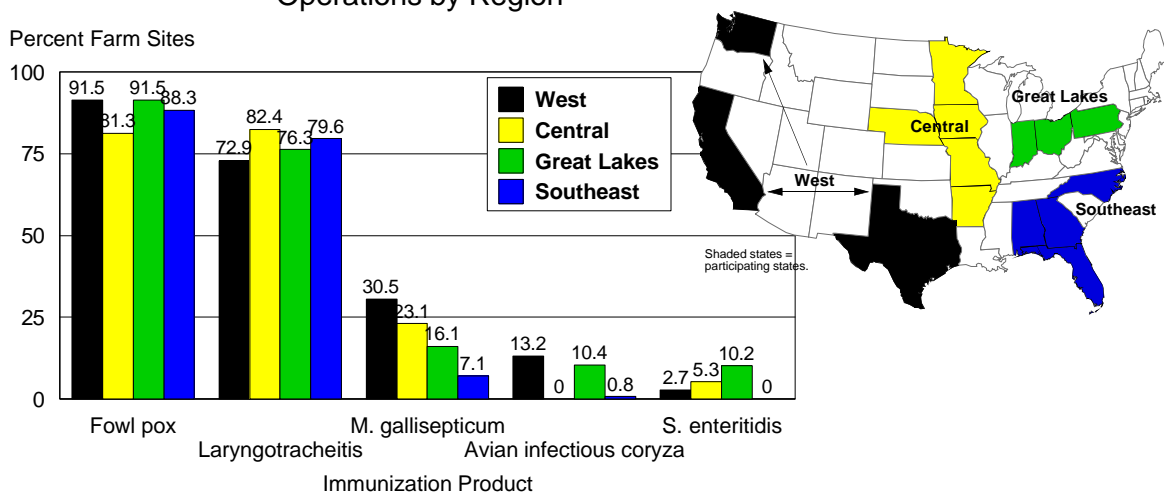 Operations by Region
Percent Farm Sites
100
75
50
25
0
91.5
81.3
91.5
88.3
72.9
82.4
76.3
79.6
30.5
23.1
16.1
7.1
13.2
0
10.4
0.8
2.7
5.3
10.2
0
Fowl pox
Laryngotracheitis
M. gallisepticum
Avian infectious coryza
S. enteritidis
Immunization Product
West
Central
Great Lakes
Southeast
Great Lakes
Central
West
Southeast
Shaded states =
participating states.